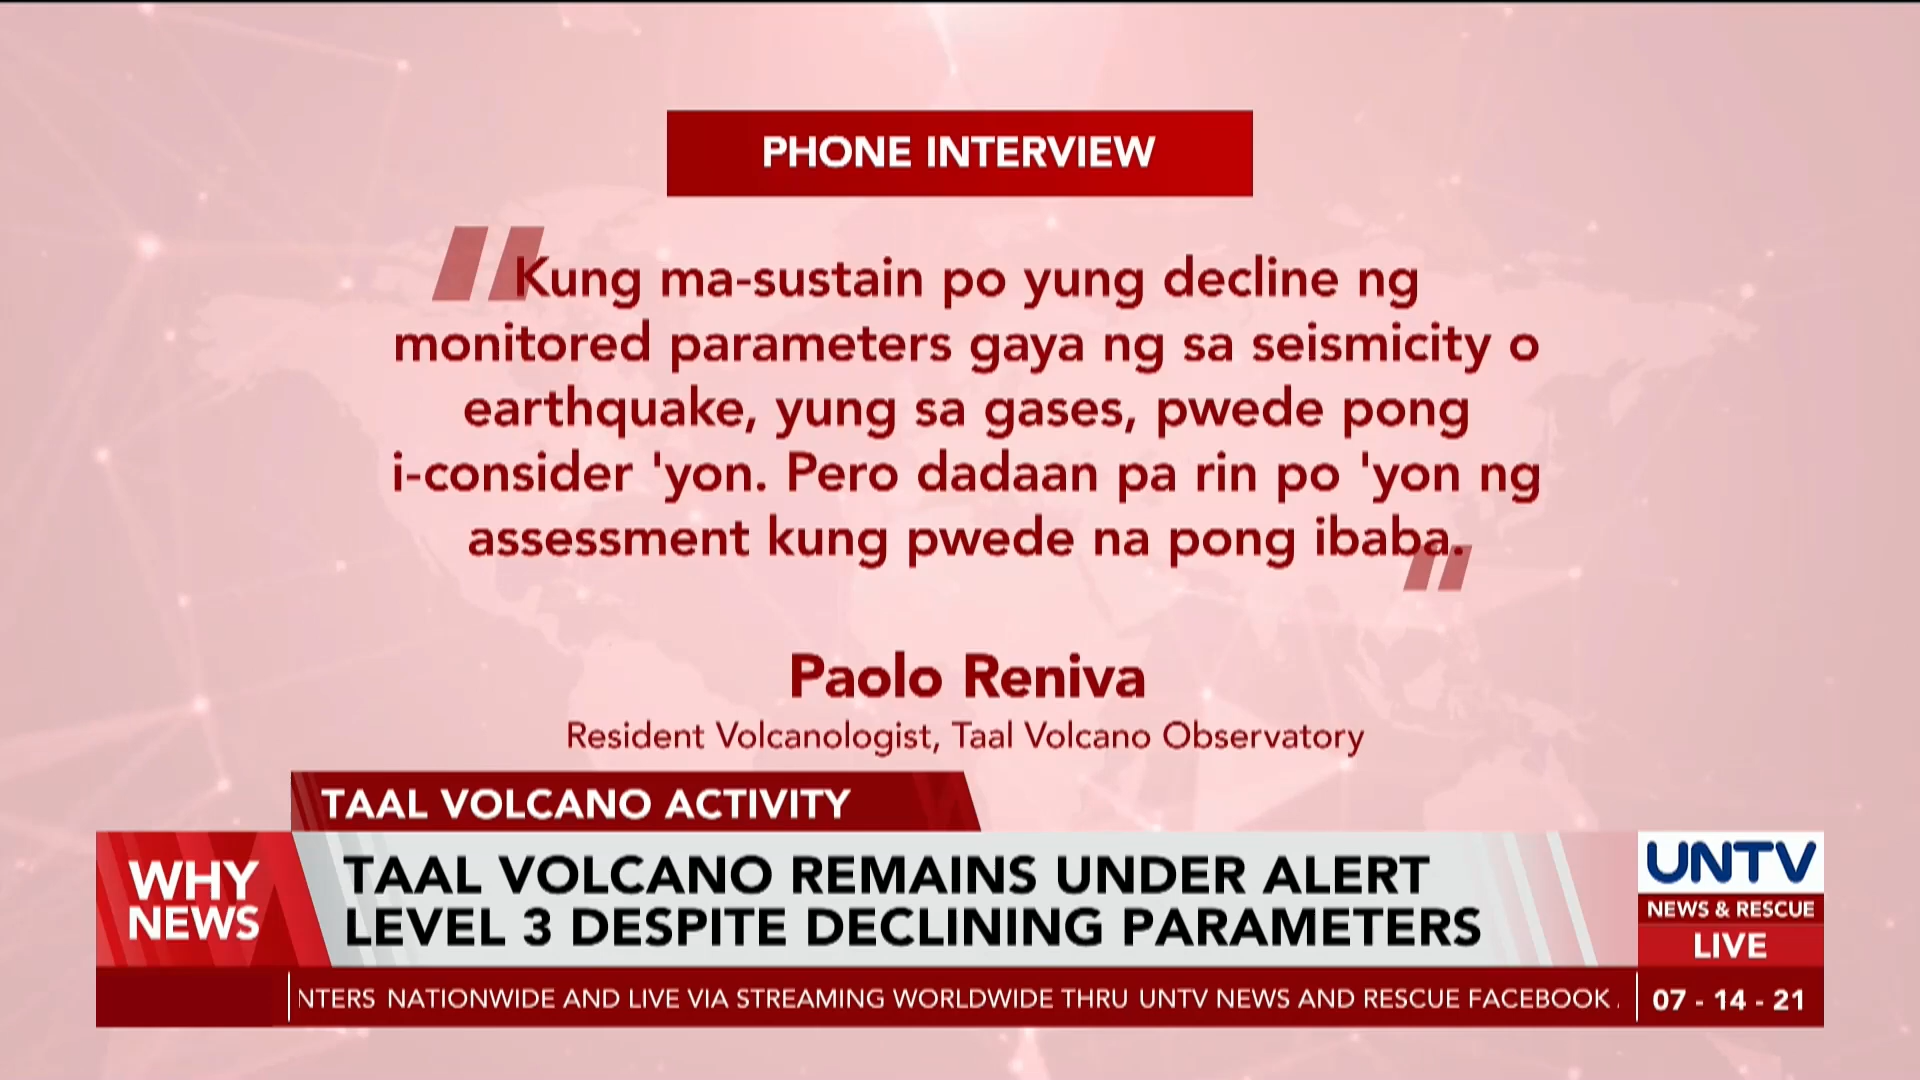 PHONE INTERVIEW
Kung ma-sustain po yung decline ng
monitored parameters gaya ng sa seismicity o
earthquake, yung sa gases, pwede pong
i-consider 'yon. Pero dadaan pa rin po 'yon ng
assessment kung pwede na pong ibaba.
Paolo Reniva
Resident Volcanologist, Taal Volcano Observatory
TAAL VOLCANO ACTIVITY
WHY
NEWS
TAAL VOLCANO REMAINS UNDER ALERT
LEVEL 3 DESPITE DECLINING PARAMETERS
UNTV
NEWS & RESCUE
LIVE
NTERS NATIONWIDE AND LIVE VIA STREAMING WORLDWIDE THRU UNTV NEWS AND RESCUE FACEBOOK
07 - 14 - 21